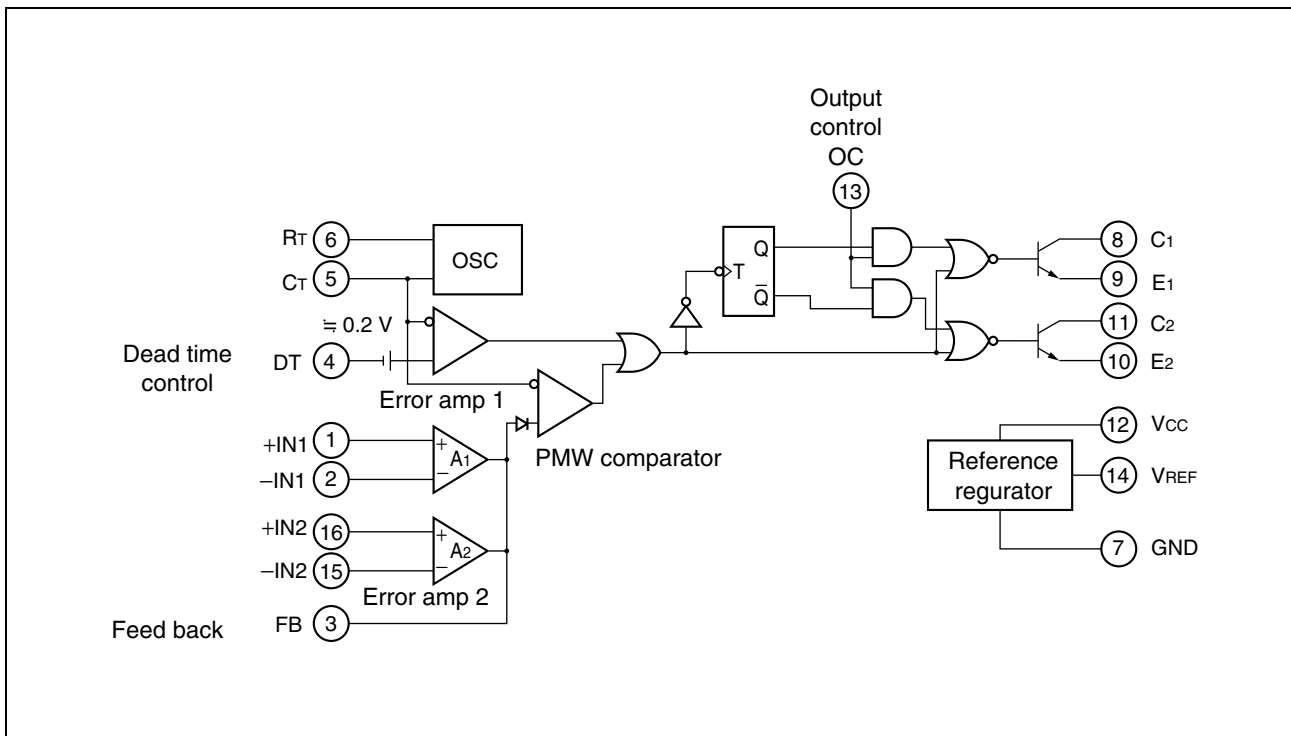 Output
control
OC
13
RT 6
CT 5
OSC
Q
T
Q̄
8 C1
9 E1
≒ 0.2 V
11 C2
10 E2
Dead time
control
DT 4
Error amp 1
+IN1 1
−IN1 2
+
−
A1
PMW comparator
12 VCC
Reference
regurator
14 VREF
+IN2 16
−IN2 15
+
−
A2
7 GND
Error amp 2
Feed back FB 3